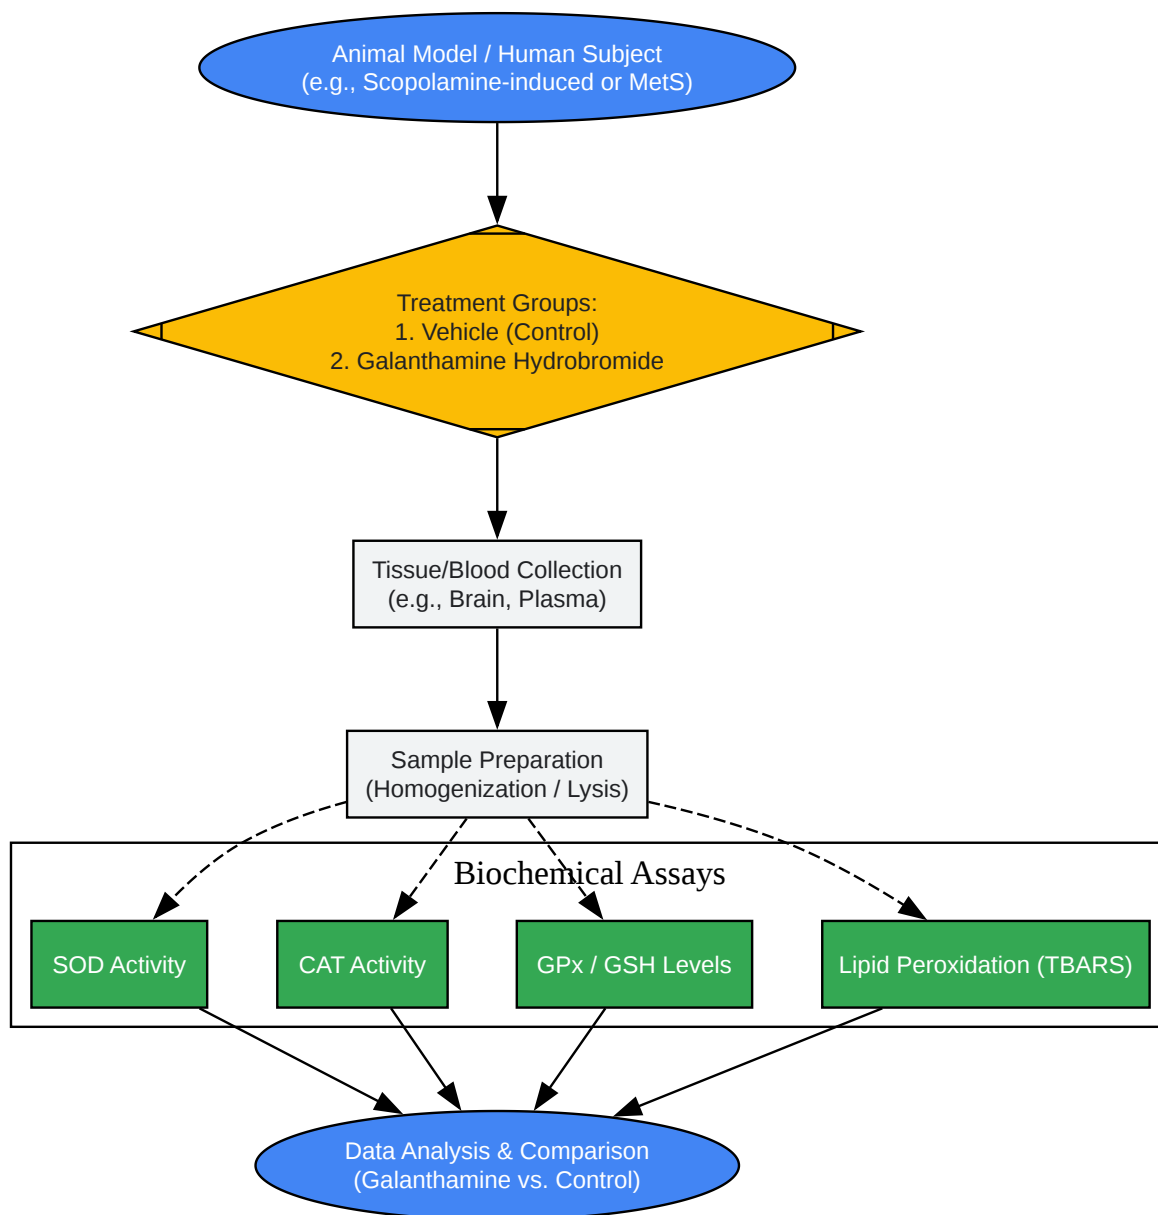 Animal Model / Human Subject
(e.g., Scopolamine-induced or MetS)
Treatment Groups:
1. Vehicle (Control)
2. Galanthamine Hydrobromide
Tissue/Blood Collection
(e.g., Brain, Plasma)
Sample Preparation
(Homogenization / Lysis)
Biochemical Assays
SOD Activity
CAT Activity
GPx / GSH Levels
Lipid Peroxidation (TBARS)
Data Analysis & Comparison
(Galanthamine vs. Control)